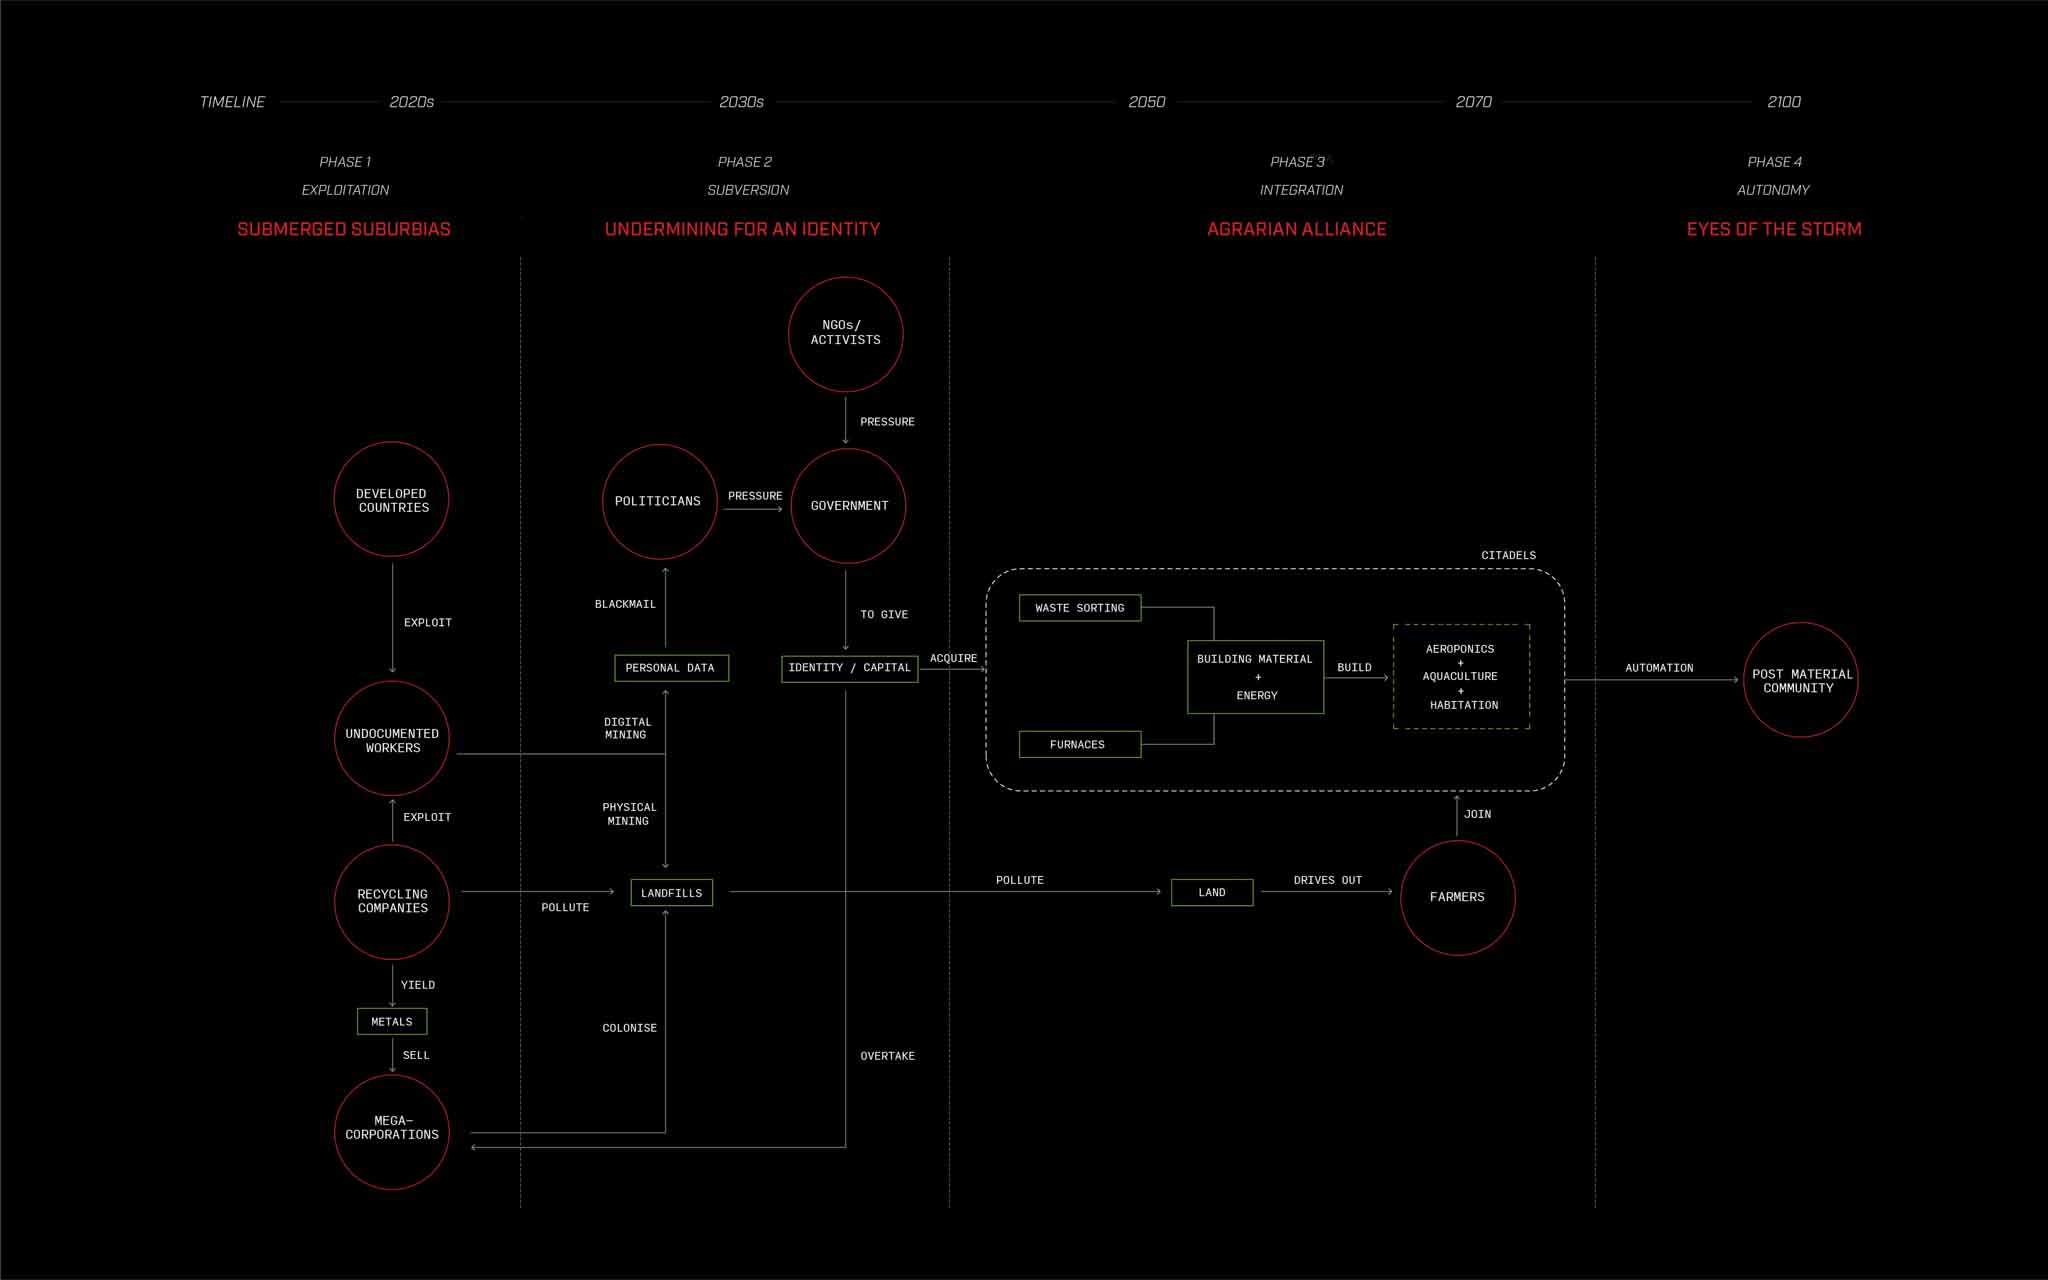 TIMELINE 2020s 2030s 2050 2070 2100
PHASE 1
EXPLOITATION
SUBMERGED SUBURBIAS
PHASE 2
SUBVERSION
UNDERMINING FOR AN IDENTITY
PHASE 3
INTEGRATION
AGRARIAN ALLIANCE
PHASE 4
AUTONOMY
EYES OF THE STORM
DEVELOPED
COUNTRIES
EXPLOIT
UNDOCUMENTED
WORKERS
EXPLOIT
RECYCLING
COMPANIES
POLLUTE
YIELD
METALS
SELL
MEGA-
CORPORATIONS
NGOs/
ACTIVISTS
PRESSURE
POLITICIANS
PRESSURE
GOVERNMENT
BLACKMAIL
TO GIVE
PERSONAL DATA
IDENTITY / CAPITAL
ACQUIRE
DIGITAL
MINING
PHYSICAL
MINING
LANDFILLS
COLONISE
OVERTAKE
CITADELS
WASTE SORTING
BUILDING MATERIAL
+
ENERGY
FURNACES
BUILD
AEROPONICS
+
AQUACULTURE
+
HABITATION
JOIN
POLLUTE
LAND
DRIVES OUT
FARMERS
AUTOMATION
POST MATERIAL
COMMUNITY